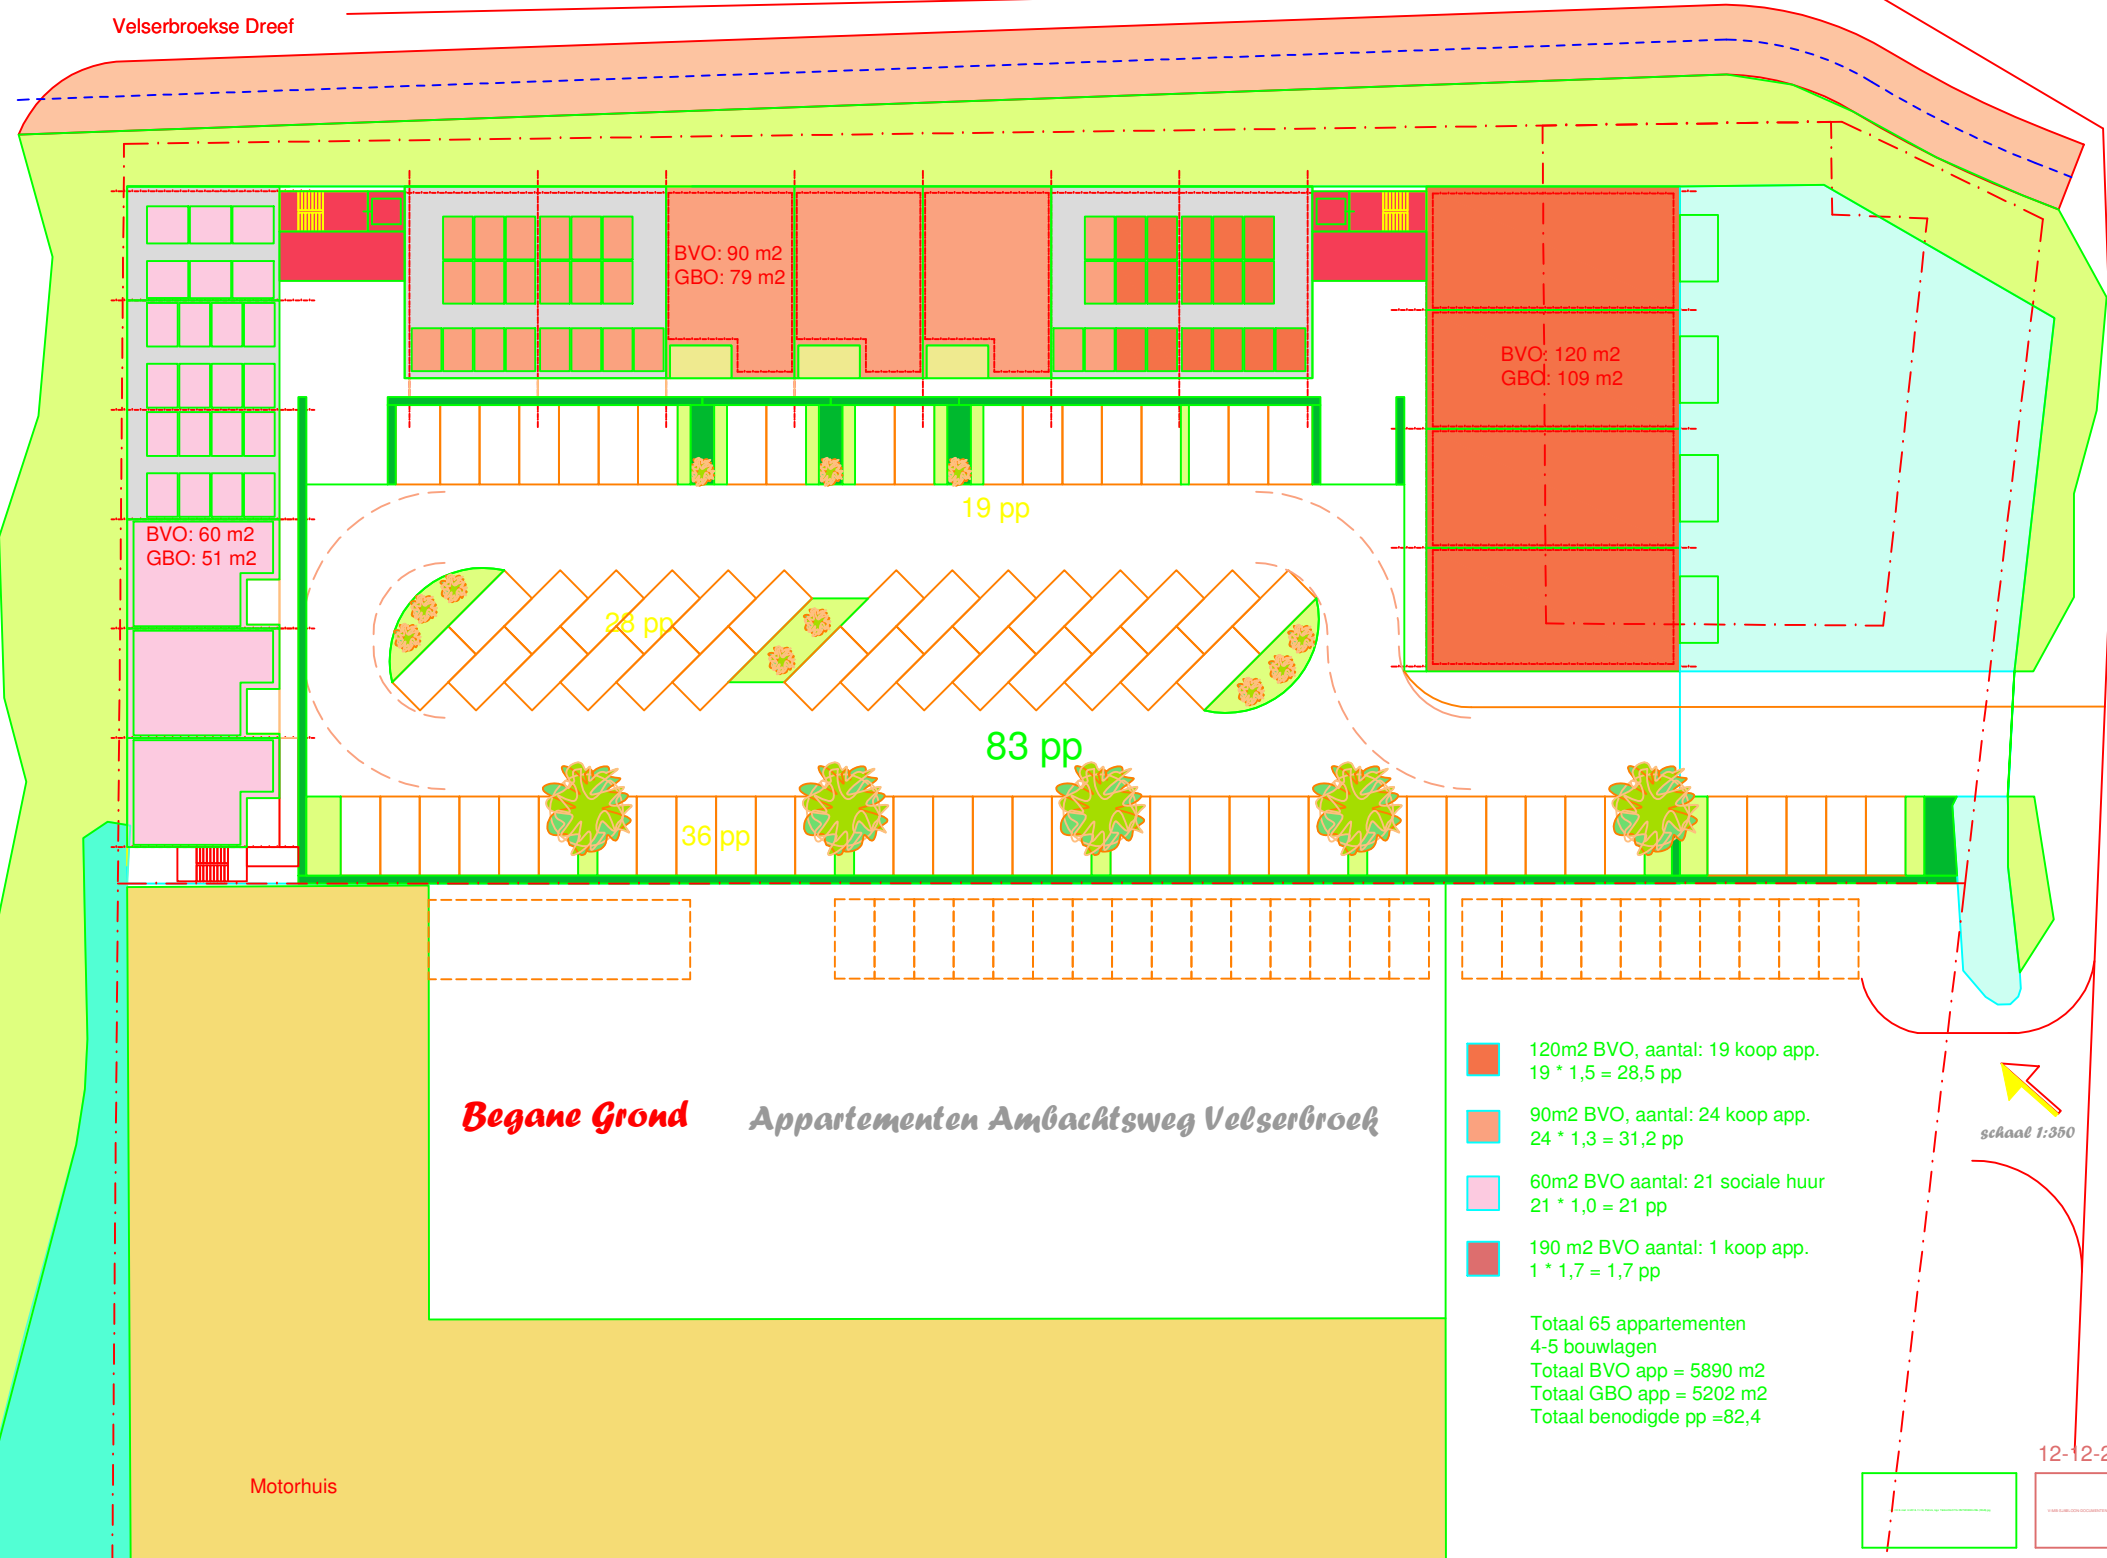 Velserbroekse Dreef
BVO: 90 m2
GBO: 79 m2
BVO: 120 m2
GBO: 109 m2
19 pp
BVO: 60 m2
GBO: 51 m2
28 pp
83 pp
36 pp
120m2 BVO, aantal: 19 koop app.
19 * 1,5 = 28,5 pp
90m2 BVO, aantal: 24 koop app.
24 * 1,3 = 31,2 pp
60m2 BVO aantal: 21 sociale huur
21 * 1,0 = 21 pp
190 m2 BVO aantal: 1 koop app.
1 * 1,7 = 1,7 pp
Begane Grond
Appartementen Ambachtsweg Velserbroek
schaal 1:350
Totaal 65 appartementen
4-5 bouwlagen
Totaal BVO app = 5890 m2
Totaal GBO app = 5202 m2
Totaal benodigde pp =82,4
12-12-2
Motorhuis